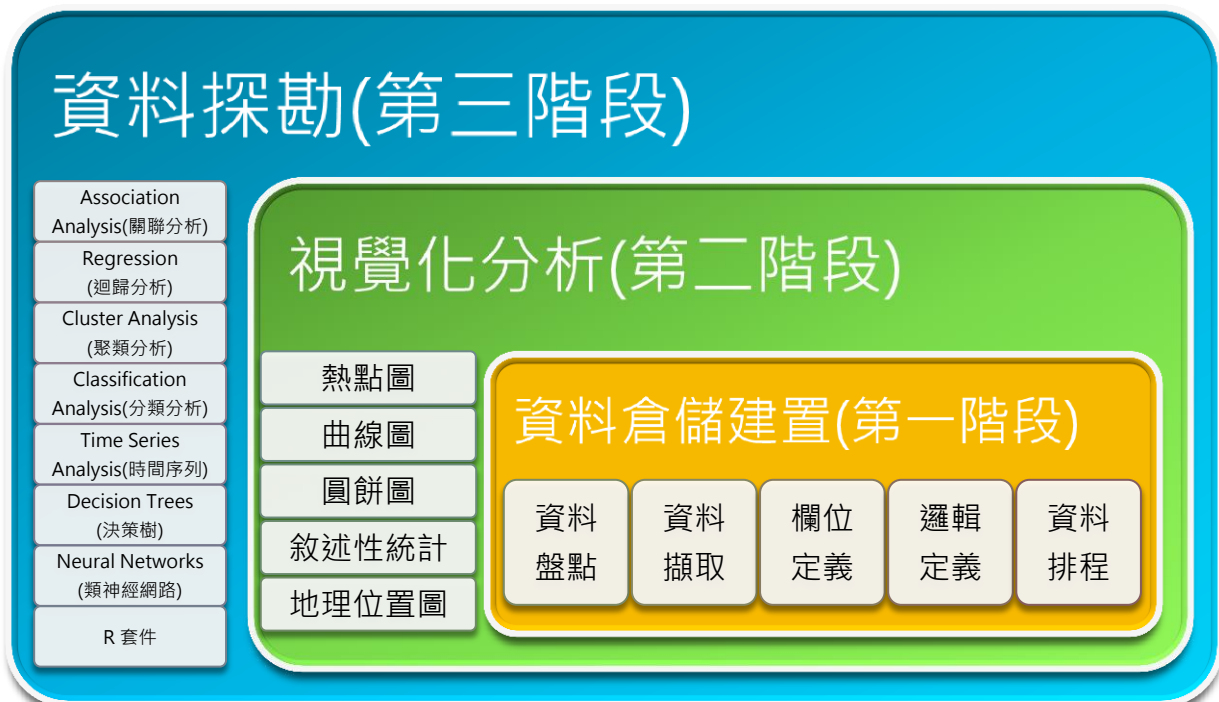 資料探勘(第三階段)
Association
Analysis(關聯分析)
Regression
(迴歸分析)
Cluster Analysis
(聚類分析)
Classification
Analysis(分類分析)
Time Series
Analysis(時間序列)
Decision Trees
(決策樹)
Neural Networks
(類神經網路)
R 套件
視覺化分析(第二階段)
熱點圖
曲線圖
圓餅圖
敘述性統計
地理位置圖
資料倉儲建置(第一階段)
資料
盤點
資料
擷取
欄位
定義
邏輯
定義
資料
排程